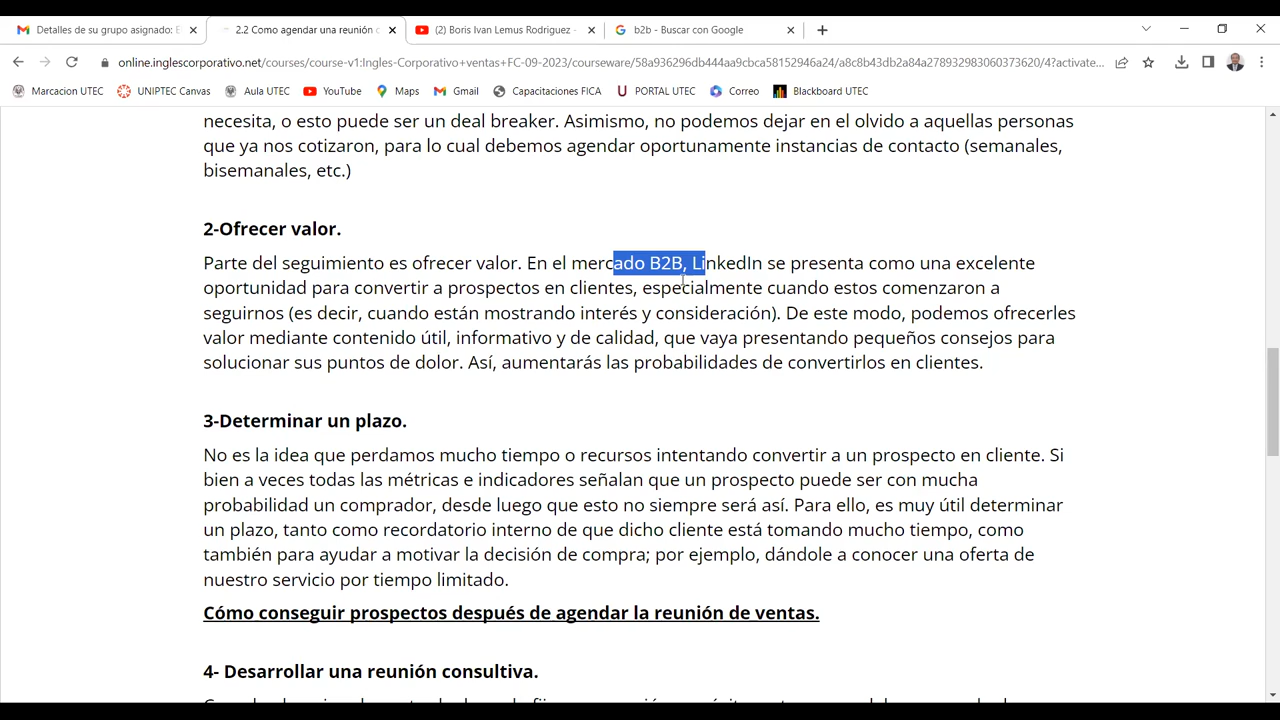 Detalles de su grupo asignado: E
2.2 Como agendar una reunión
(2) Boris Ivan Lemus Rodriguez -
b2b - Buscar con Google
online.inglescorporativo.net/courses/course-v1:Ingles-Corporativo+ventas+FC-09-2023/courseware/58a936296db444aa9cbca58152946a24/a8c8b43db2a84a278932983060373620/4?activate...
Marcacion UTEC
UNIPTEC Canvas
Aula UTEC
YouTube
Maps
Gmail
Capacitaciones FICA
PORTAL UTEC
Correo
Blackboard UTEC
necesita, o esto puede ser un deal breaker. Asimismo, no podemos dejar en el olvido a aquellas personas
que ya nos cotizaron, para lo cual debemos agendar oportunamente instancias de contacto (semanales,
bisemanales, etc.)
2-Ofrecer valor.
Parte del seguimiento es ofrecer valor. En el mercado B2B, LinkedIn se presenta como una excelente
oportunidad para convertir a prospectos en clientes, especialmente cuando estos comenzaron a
seguirnos (es decir, cuando están mostrando interés y consideración). De este modo, podemos ofrecerles
valor mediante contenido útil, informativo y de calidad, que vaya presentando pequeños consejos para
solucionar sus puntos de dolor. Así, aumentarás las probabilidades de convertirlos en clientes.
3-Determinar un plazo.
No es la idea que perdamos mucho tiempo o recursos intentando convertir a un prospecto en cliente. Si
bien a veces todas las métricas e indicadores señalan que un prospecto puede ser con mucha
probabilidad un comprador, desde luego que esto no siempre será así. Para ello, es muy útil determinar
un plazo, tanto como recordatorio interno de que dicho cliente está tomando mucho tiempo, como
también para ayudar a motivar la decisión de compra; por ejemplo, dándole a conocer una oferta de
nuestro servicio por tiempo limitado.
Cómo conseguir prospectos después de agendar la reunión de ventas.
4- Desarrollar una reunión consultiva.